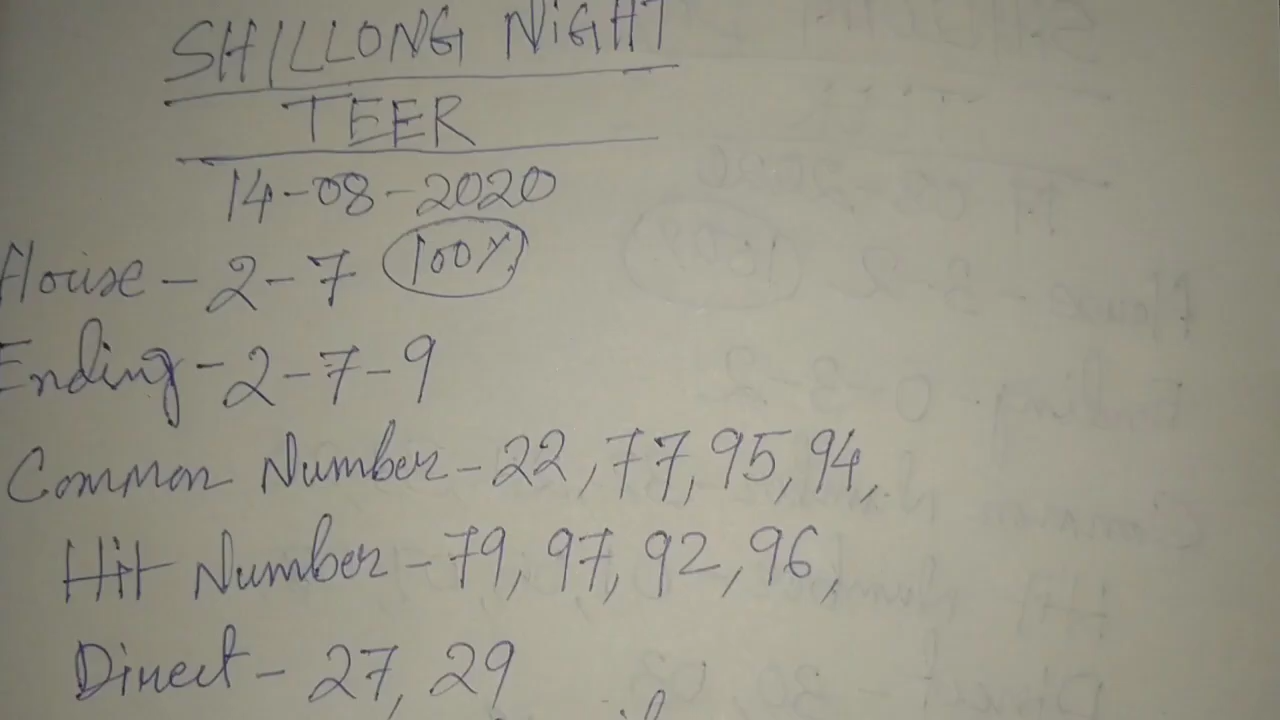 SHILLONG NIGHT
TEER
14-08-2020
House - 2-7 100%
Ending - 2-7-9
Common Number - 22, 77, 95, 94,
Hit Number - 79, 97, 92, 96,
Direct - 27, 29